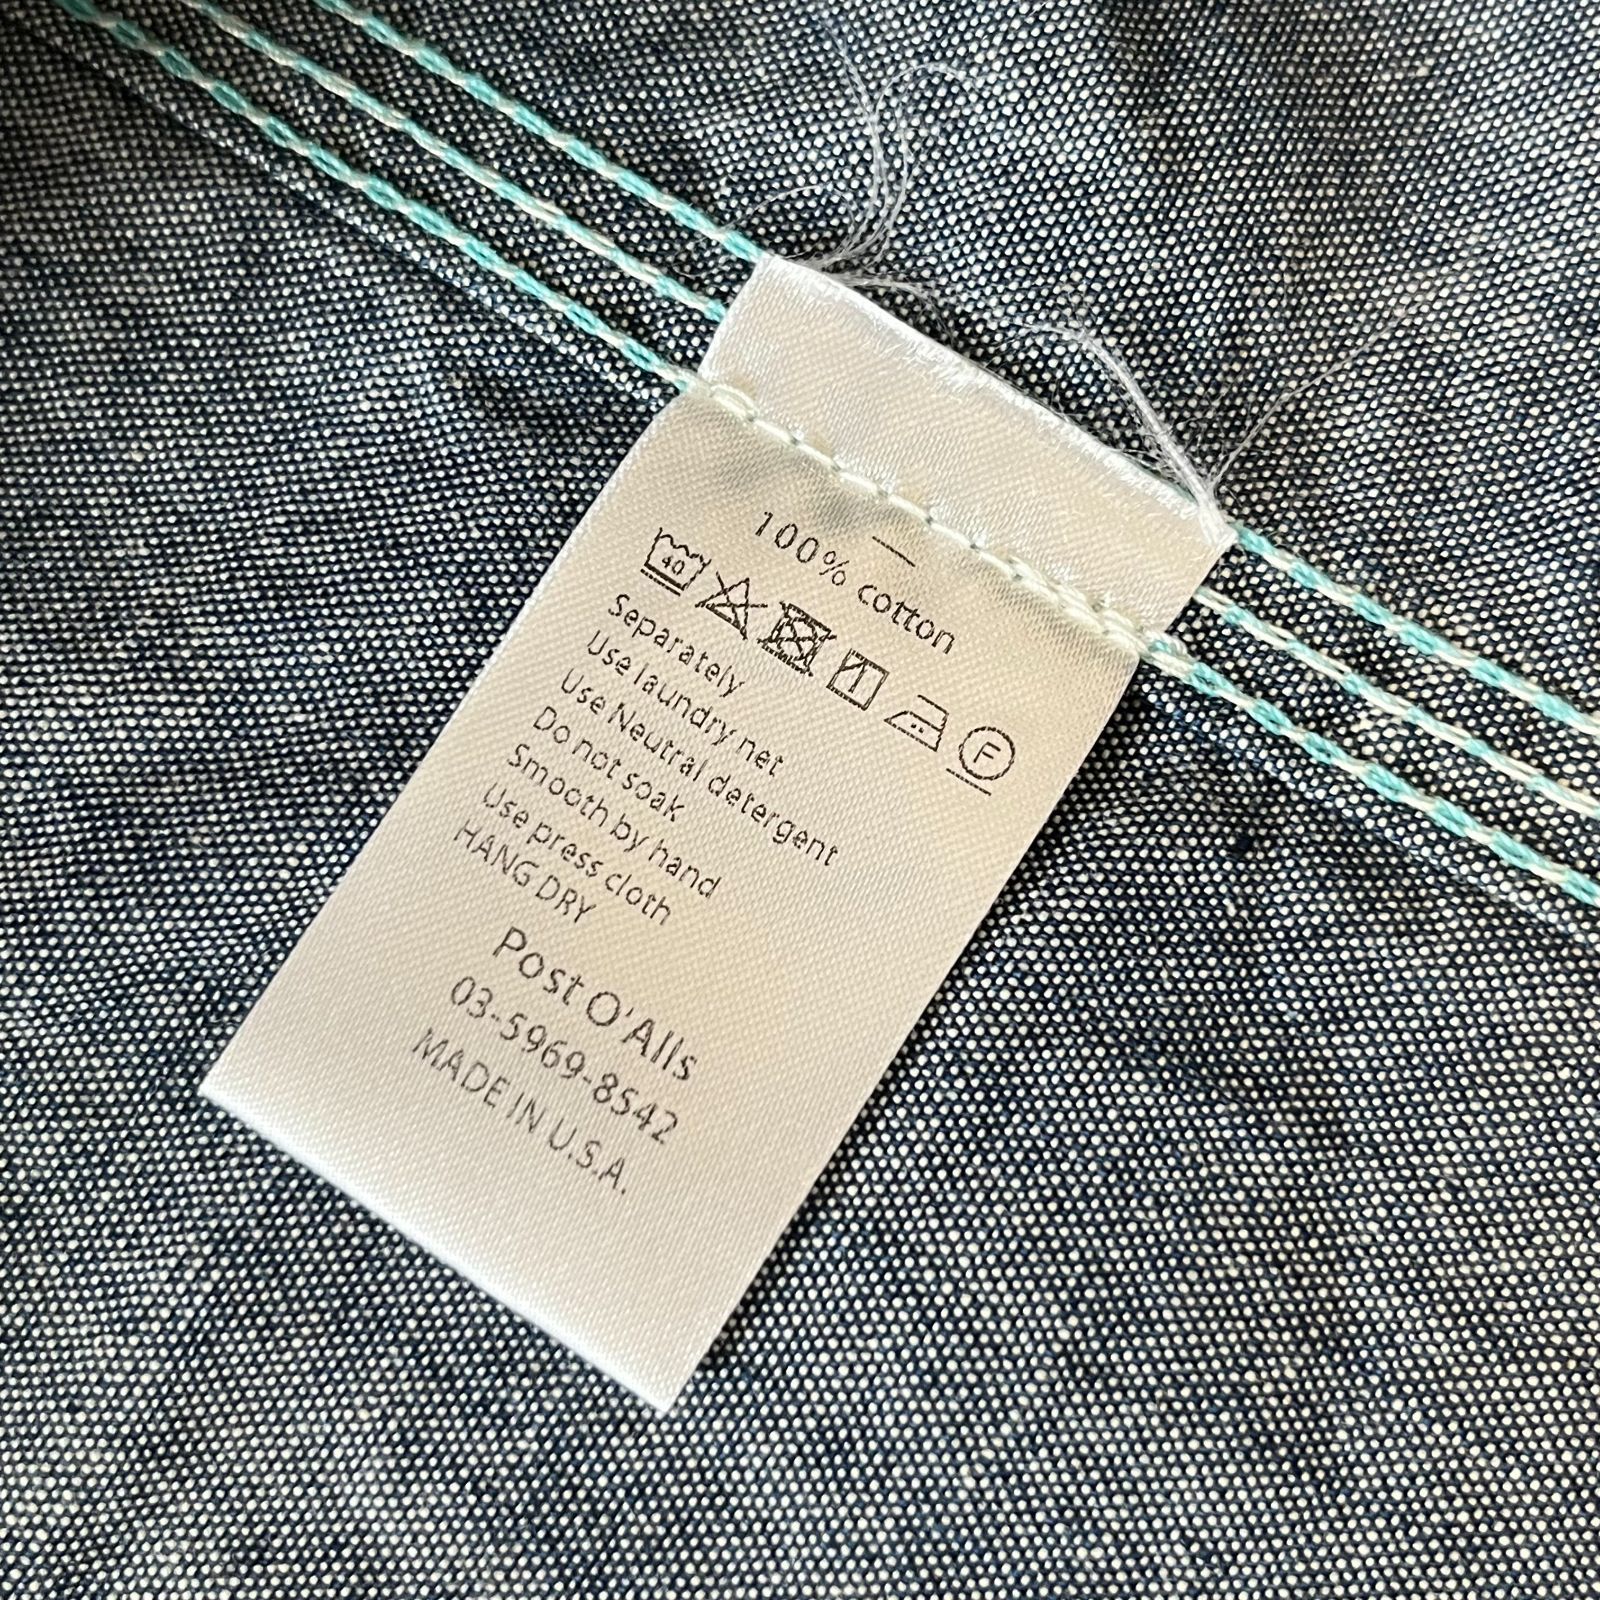 100% cotton
40
F
Separately
Use laundry net
Use Neutral detergent
Do not soak
Smooth by hand
Use press cloth
HANG DRY
Post O'Alls
03-5969-8542
MADE IN U.S.A.